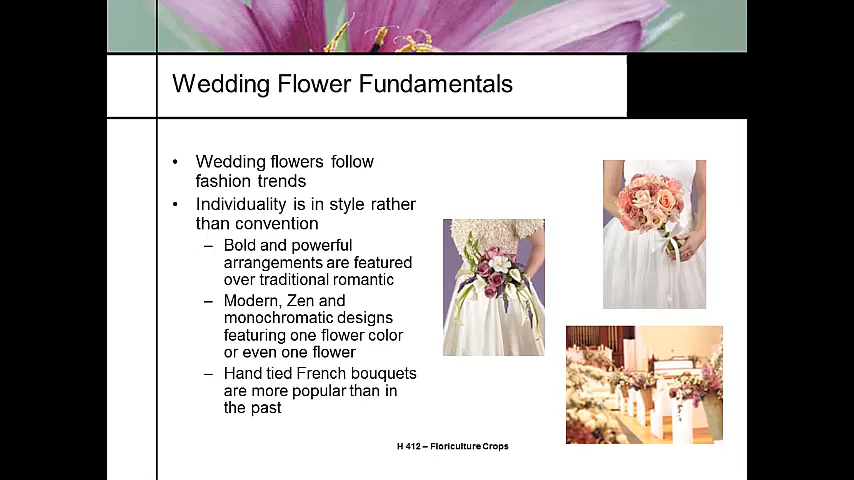 Wedding Flower Fundamentals
• Wedding flowers follow
fashion trends
• Individuality is in style rather
than convention
– Bold and powerful
arrangements are featured
over traditional romantic
– Modern, Zen and
monochromatic designs
featuring one flower color
or even one flower
– Hand tied French bouquets
are more popular than in
the past
H 412 – Floriculture Crops